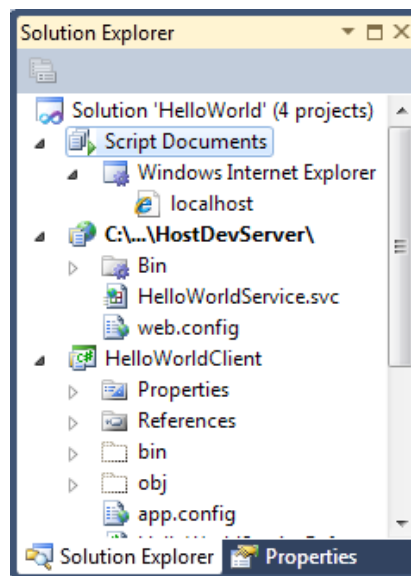 Solution Explorer
Solution 'HelloWorld' (4 projects)
Script Documents
Windows Internet Explorer
localhost
C:\...\HostDevServer\
Bin
HelloWorldService.svc
web.config
HelloWorldClient
Properties
References
bin
obj
app.config
Solution Explorer Properties